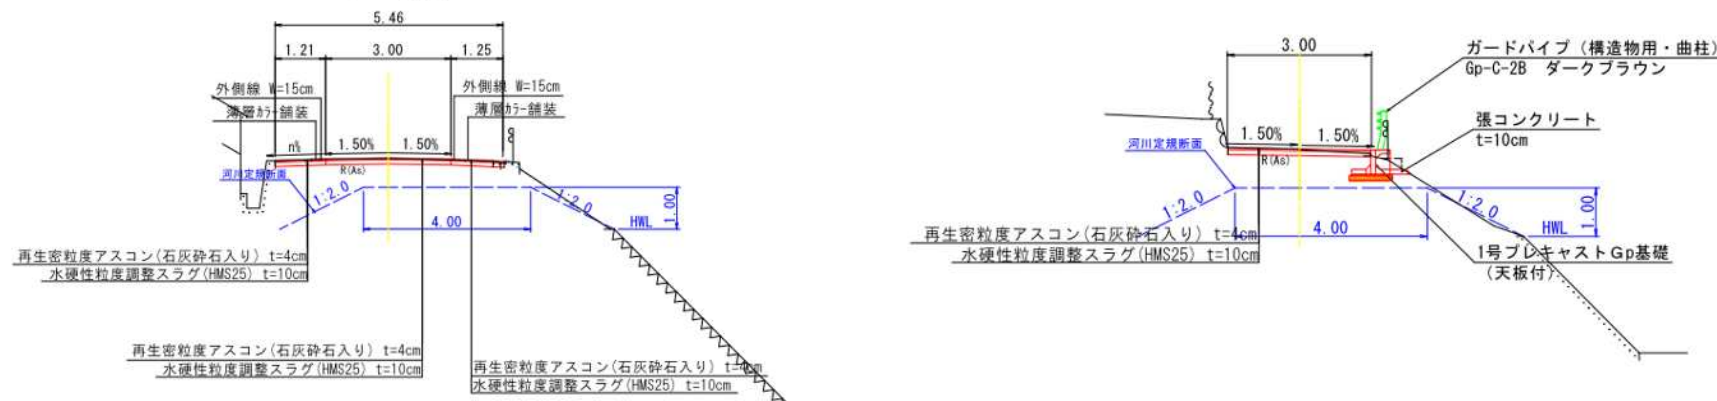 5.46
1.21 3.00 1.25
外側線 W=15cm
外側線 W=15cm
薄層ｶﾗｰ舗装
薄層ｶﾗｰ舗装
n% 1.50% 1.50%
R(As)
河川定規断面
1:2.0
1:2.0
4.00
HWL
1.00
再生密粒度アスコン(石灰砕石入り) t=4cm
水硬性粒度調整スラグ(HMS25) t=10cm
再生密粒度アスコン(石灰砕石入り) t=4cm
水硬性粒度調整スラグ(HMS25) t=10cm
再生密粒度アスコン(石灰砕石入り) t=4cm
水硬性粒度調整スラグ(HMS25) t=10cm
3.00
ガードパイプ（構造物用・曲柱）
Gp-C-2B ダークブラウン
張コンクリート
t=10cm
1.50% 1.50%
R(As)
河川定規断面
1:2.0
1:2.0
4.00
HWL
1.00
再生密粒度アスコン(石灰砕石入り) t=4cm
水硬性粒度調整スラグ(HMS25) t=10cm
1号プレキャストGp基礎
（天板付）